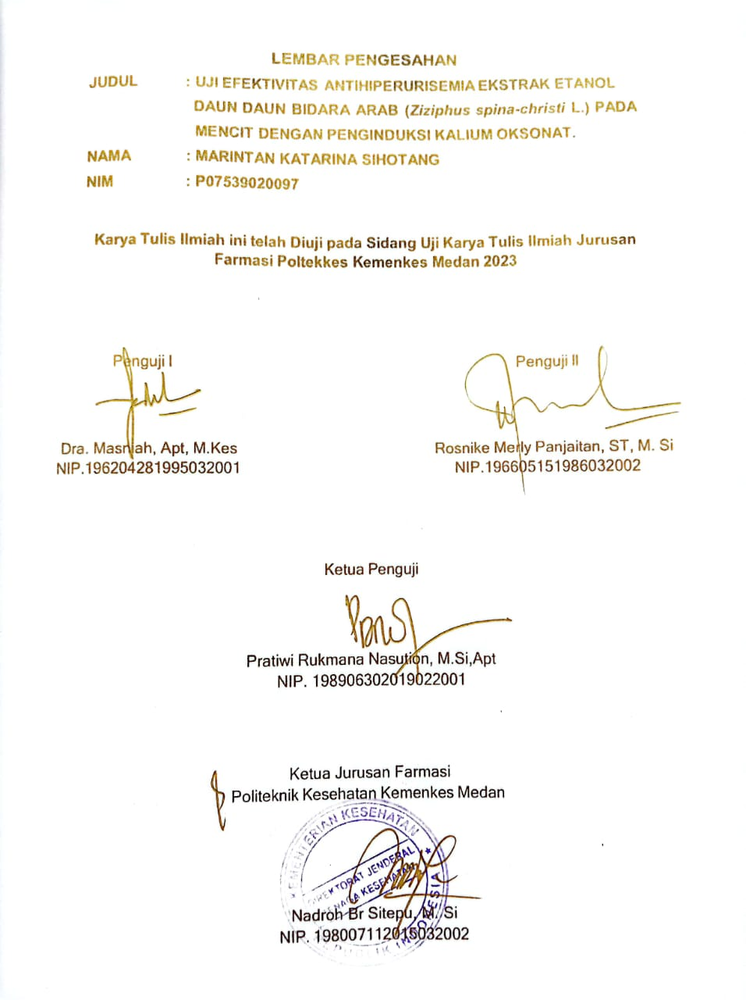 LEMBAR PENGESAHAN
JUDUL : UJI EFEKTIVITAS ANTIHIPERURISEMIA EKSTRAK ETANOL
DAUN DAUN BIDARA ARAB (Ziziphus spina-christi L.) PADA
MENCIT DENGAN PENGINDUKSI KALIUM OKSONAT.
NAMA : MARINTAN KATARINA SIHOTANG
NIM : P07539020097
Karya Tulis Ilmiah ini telah Diuji pada Sidang Uji Karya Tulis Ilmiah Jurusan
Farmasi Poltekkes Kemenkes Medan 2023
Penguji I
Dra. Masniah, Apt, M.Kes
NIP.196204281995032001
Penguji II
Rosnike Merly Panjaitan, ST, M. Si
NIP.196605151986032002
Ketua Penguji
Pratiwi Rukmana Nasution, M.Si,Apt
NIP. 198906302019022001
Ketua Jurusan Farmasi
Politeknik Kesehatan Kemenkes Medan
KEMENTERIAN KESEHATAN
DIREKTORAT JENDERAL
TENAGA KESEHATAN
REPUBLIK INDONESIA
Nadroh Br Sitepu, M. Si
NIP. 198007112015032002